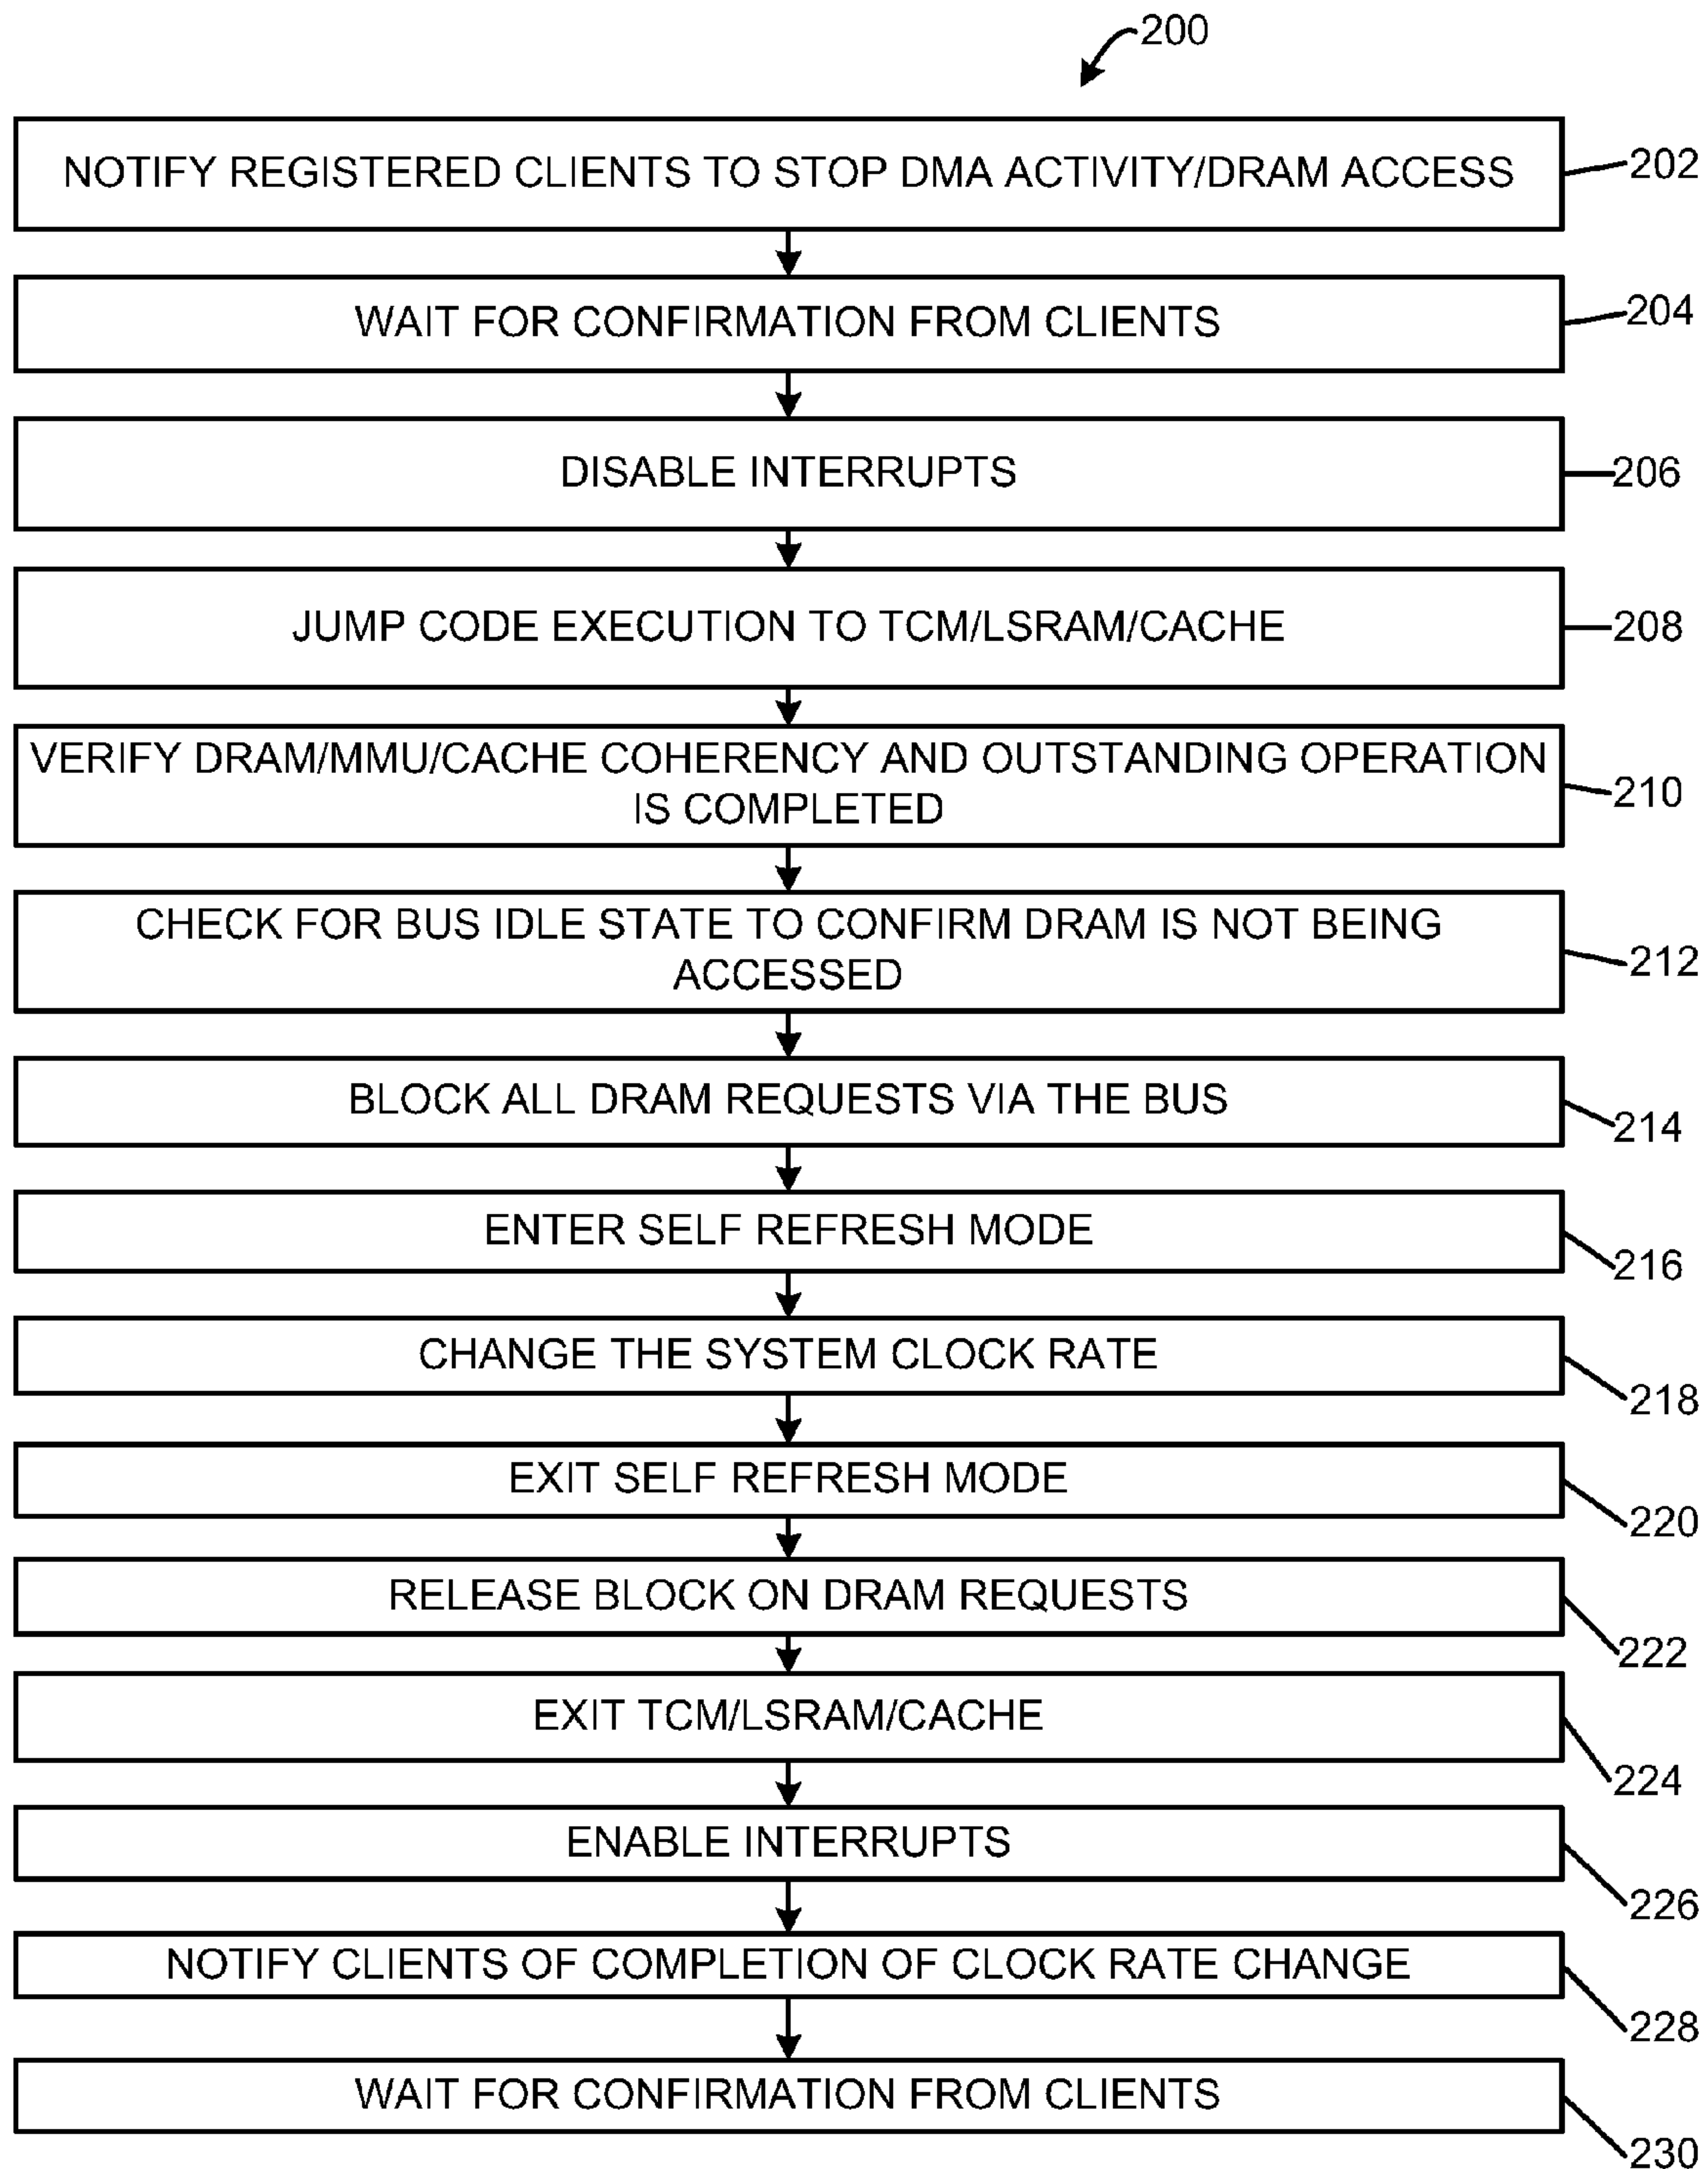 200
NOTIFY REGISTERED CLIENTS TO STOP DMA ACTIVITY/DRAM ACCESS
202
WAIT FOR CONFIRMATION FROM CLIENTS
204
DISABLE INTERRUPTS
206
JUMP CODE EXECUTION TO TCM/LSRAM/CACHE
208
VERIFY DRAM/MMU/CACHE COHERENCY AND OUTSTANDING OPERATION
IS COMPLETED
210
CHECK FOR BUS IDLE STATE TO CONFIRM DRAM IS NOT BEING
ACCESSED
212
BLOCK ALL DRAM REQUESTS VIA THE BUS
214
ENTER SELF REFRESH MODE
216
CHANGE THE SYSTEM CLOCK RATE
218
EXIT SELF REFRESH MODE
220
RELEASE BLOCK ON DRAM REQUESTS
222
EXIT TCM/LSRAM/CACHE
224
ENABLE INTERRUPTS
226
NOTIFY CLIENTS OF COMPLETION OF CLOCK RATE CHANGE
228
WAIT FOR CONFIRMATION FROM CLIENTS
230